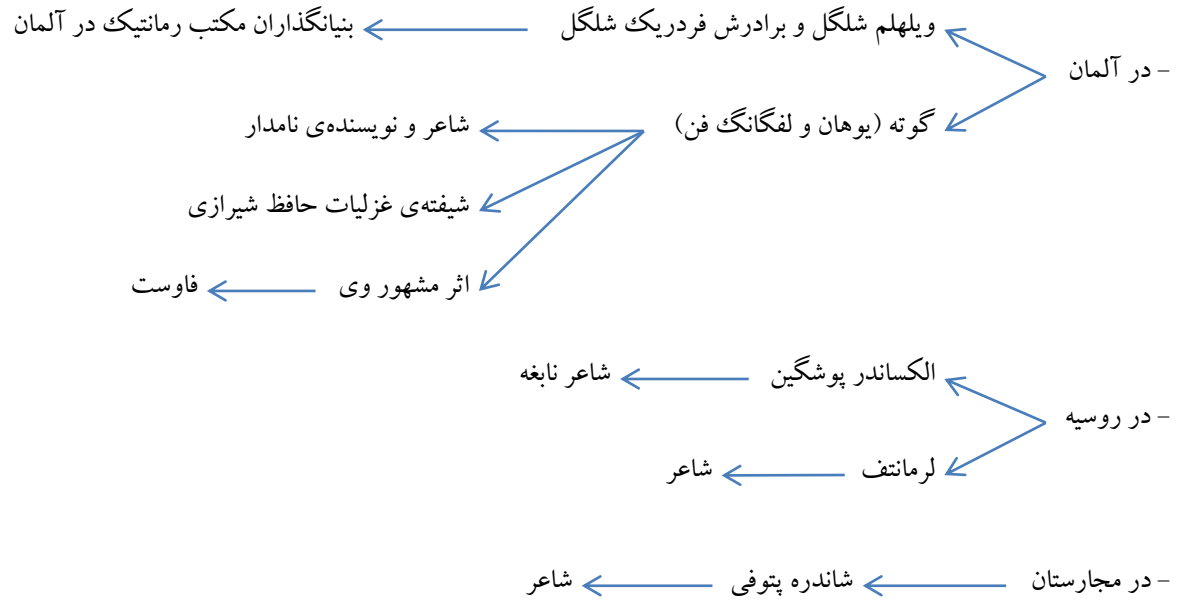 ویلهلم شلگل و برادرش فردریک شلگل بنیانگذاران مکتب رمانتیک در آلمان
– در آلمان
گوته (یوهان و لفگانگ فن) شاعر و نویسنده‌ی نامدار
شیفته‌ی غزلیات حافظ شیرازی
اثر مشهور وی فاوست
الکساندر پوشگین شاعر نابغه
– در روسیه
لرمانتف شاعر
– در مجارستان شاندره پتوفی شاعر